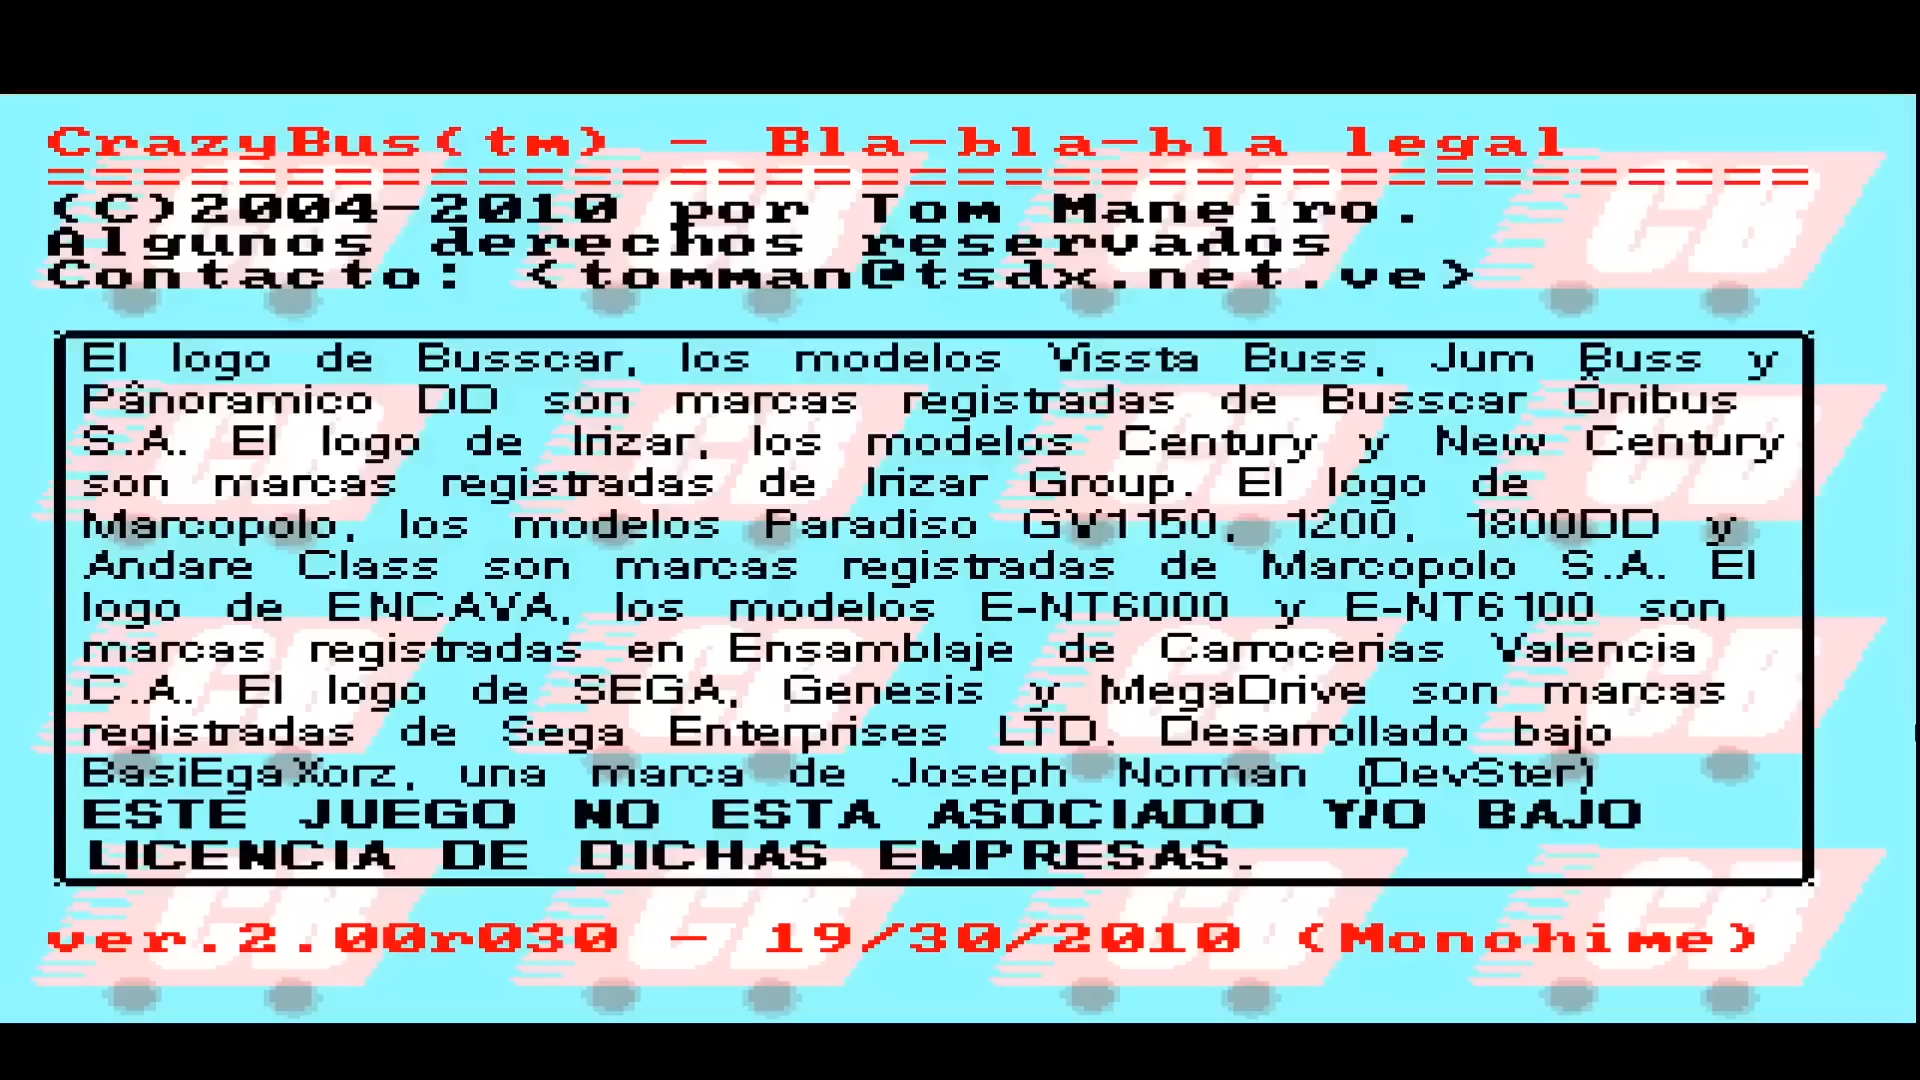 CrazyBus(tm) - Bla-bla-bla legal
=====================================
(C)2004-2010 por Tom Maneiro.
Algunos derechos reservados
Contacto: <tomman@tsdx.net.ve>
El logo de Busscar, los modelos Vissta Buss, Jum Buss y
Pânoramico DD son marcas registradas de Busscar Ônibus
S.A. El logo de Irizar, los modelos Century y New Century
son marcas registradas de Irizar Group. El logo de
Marcopolo, los modelos Paradiso GV1150, 1200, 1800DD y
Andare Class son marcas registradas de Marcopolo S.A. El
logo de ENCAVA, los modelos E-NT6000 y E-NT6100 son
marcas registradas en Ensamblaje de Carrocerias Valencia
C.A. El logo de SEGA, Genesis y MegaDrive son marcas
registradas de Sega Enterprises LTD. Desarrollado bajo
BasiEgaXorz, una marca de Joseph Norman (DevSter)
ESTE JUEGO NO ESTA ASOCIADO Y/O BAJO
LICENCIA DE DICHAS EMPRESAS.
ver.2.00r030 - 19/30/2010 (Monohime)